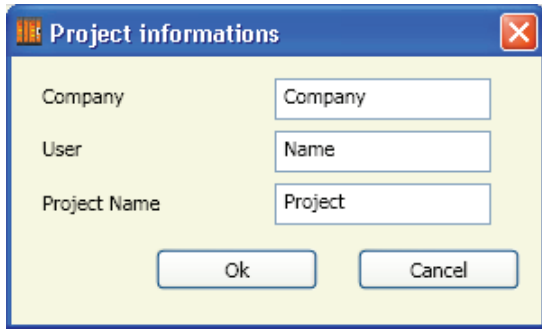 Project informations
Company Company
User Name
Project Name Project
Ok Cancel